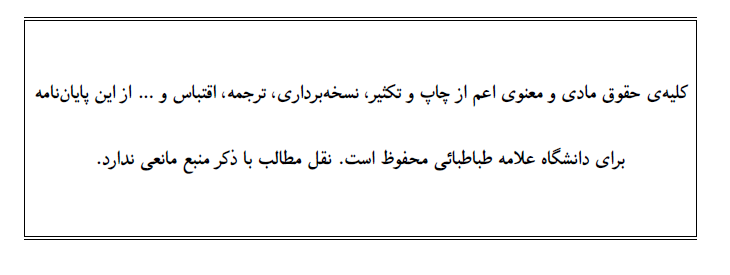 کلیه‌ی حقوق مادی و معنوی اعم از چاپ و تکثیر، نسخه‌برداری، ترجمه، اقتباس و ... از این پایان‌نامه
برای دانشگاه علامه طباطبائی محفوظ است. نقل مطالب با ذکر منبع مانعی ندارد.